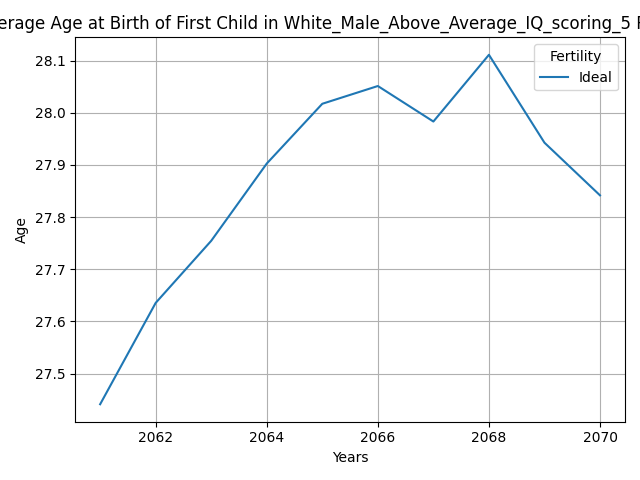 erage Age at Birth of First Child in White_Male_Above_Average_IQ_scoring_5
Fertility
Ideal
28.1
28.0
27.9
27.8
27.7
27.6
27.5
Age
2062 2064 2066 2068 2070
Years